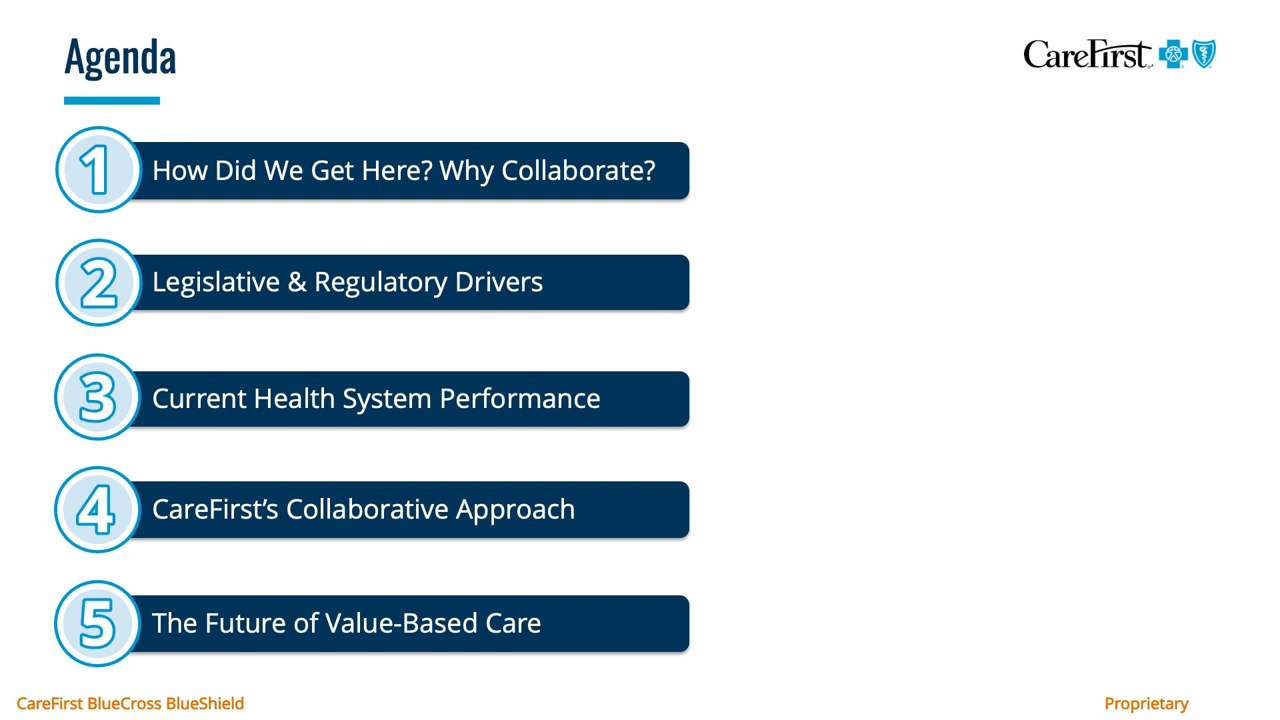 Agenda
CareFirst
1
How Did We Get Here? Why Collaborate?
2
Legislative & Regulatory Drivers
3
Current Health System Performance
4
CareFirst’s Collaborative Approach
5
The Future of Value-Based Care
CareFirst BlueCross BlueShield
Proprietary